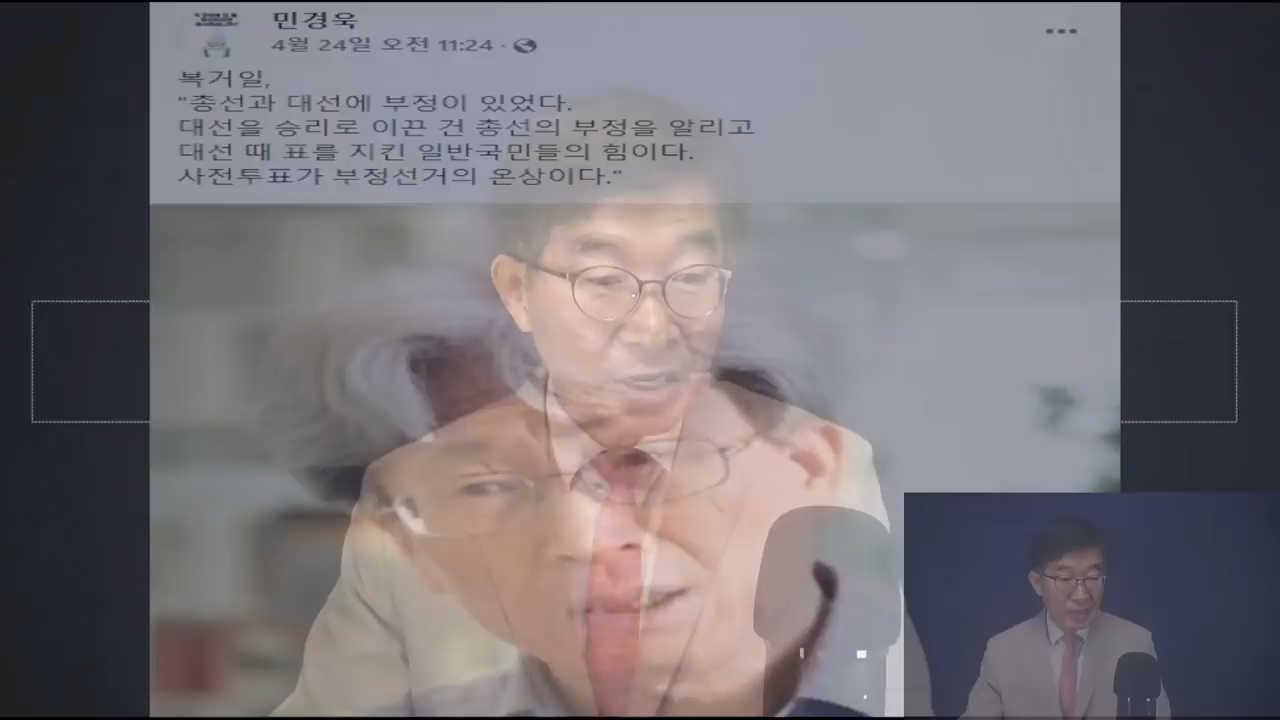 민경욱
4월 24일 오전 11:24 ·
복거일,
"총선과 대선에 부정이 있었다.
대선을 승리로 이끈 건 총선의 부정을 알리고
대선 때 표를 지킨 일반국민들의 힘이다.
사전투표가 부정선거의 온상이다."